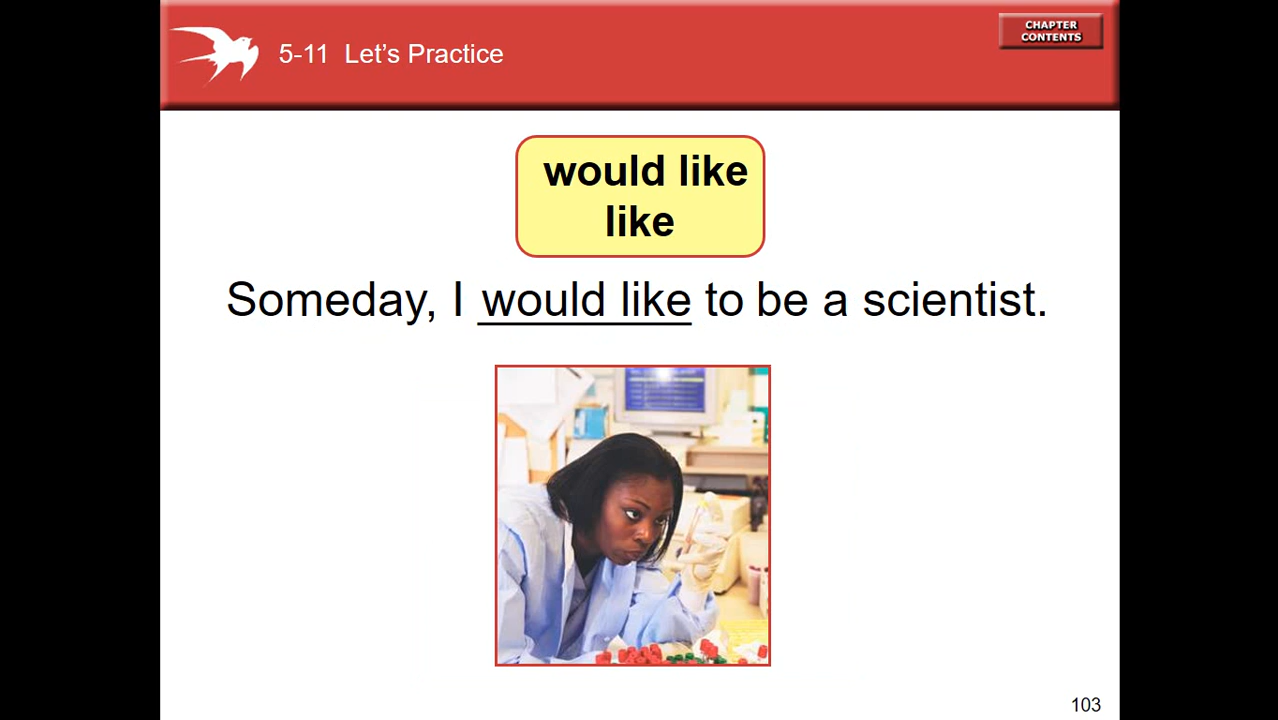 5-11 Let's Practice
CHAPTER
CONTENTS
would like
like
Someday, I would like to be a scientist.
103